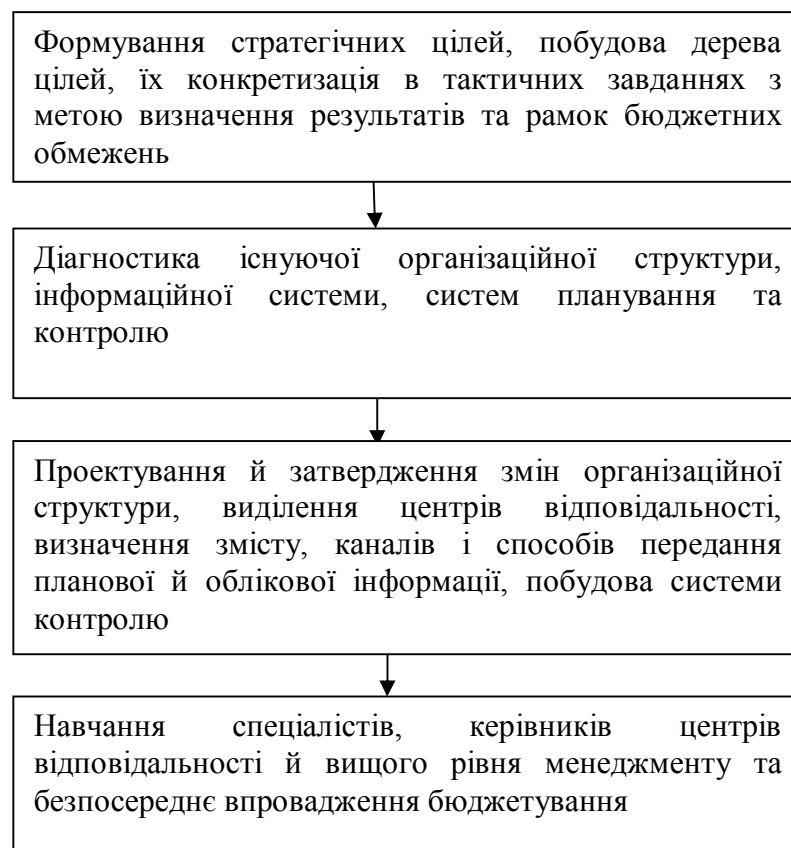 Формування стратегічних цілей, побудова дерева
цілей, їх конкретизація в тактичних завданнях з
метою визначення результатів та рамок бюджетних
обмежень
Діагностика існуючої організаційної структури,
інформаційної системи, систем планування та
контролю
Проектування й затвердження змін організаційної
структури, виділення центрів відповідальності,
визначення змісту, каналів і способів передання
планової й облікової інформації, побудова системи
контролю
Навчання спеціалістів, керівників центрів
відповідальності й вищого рівня менеджменту та
безпосереднє впровадження бюджетування